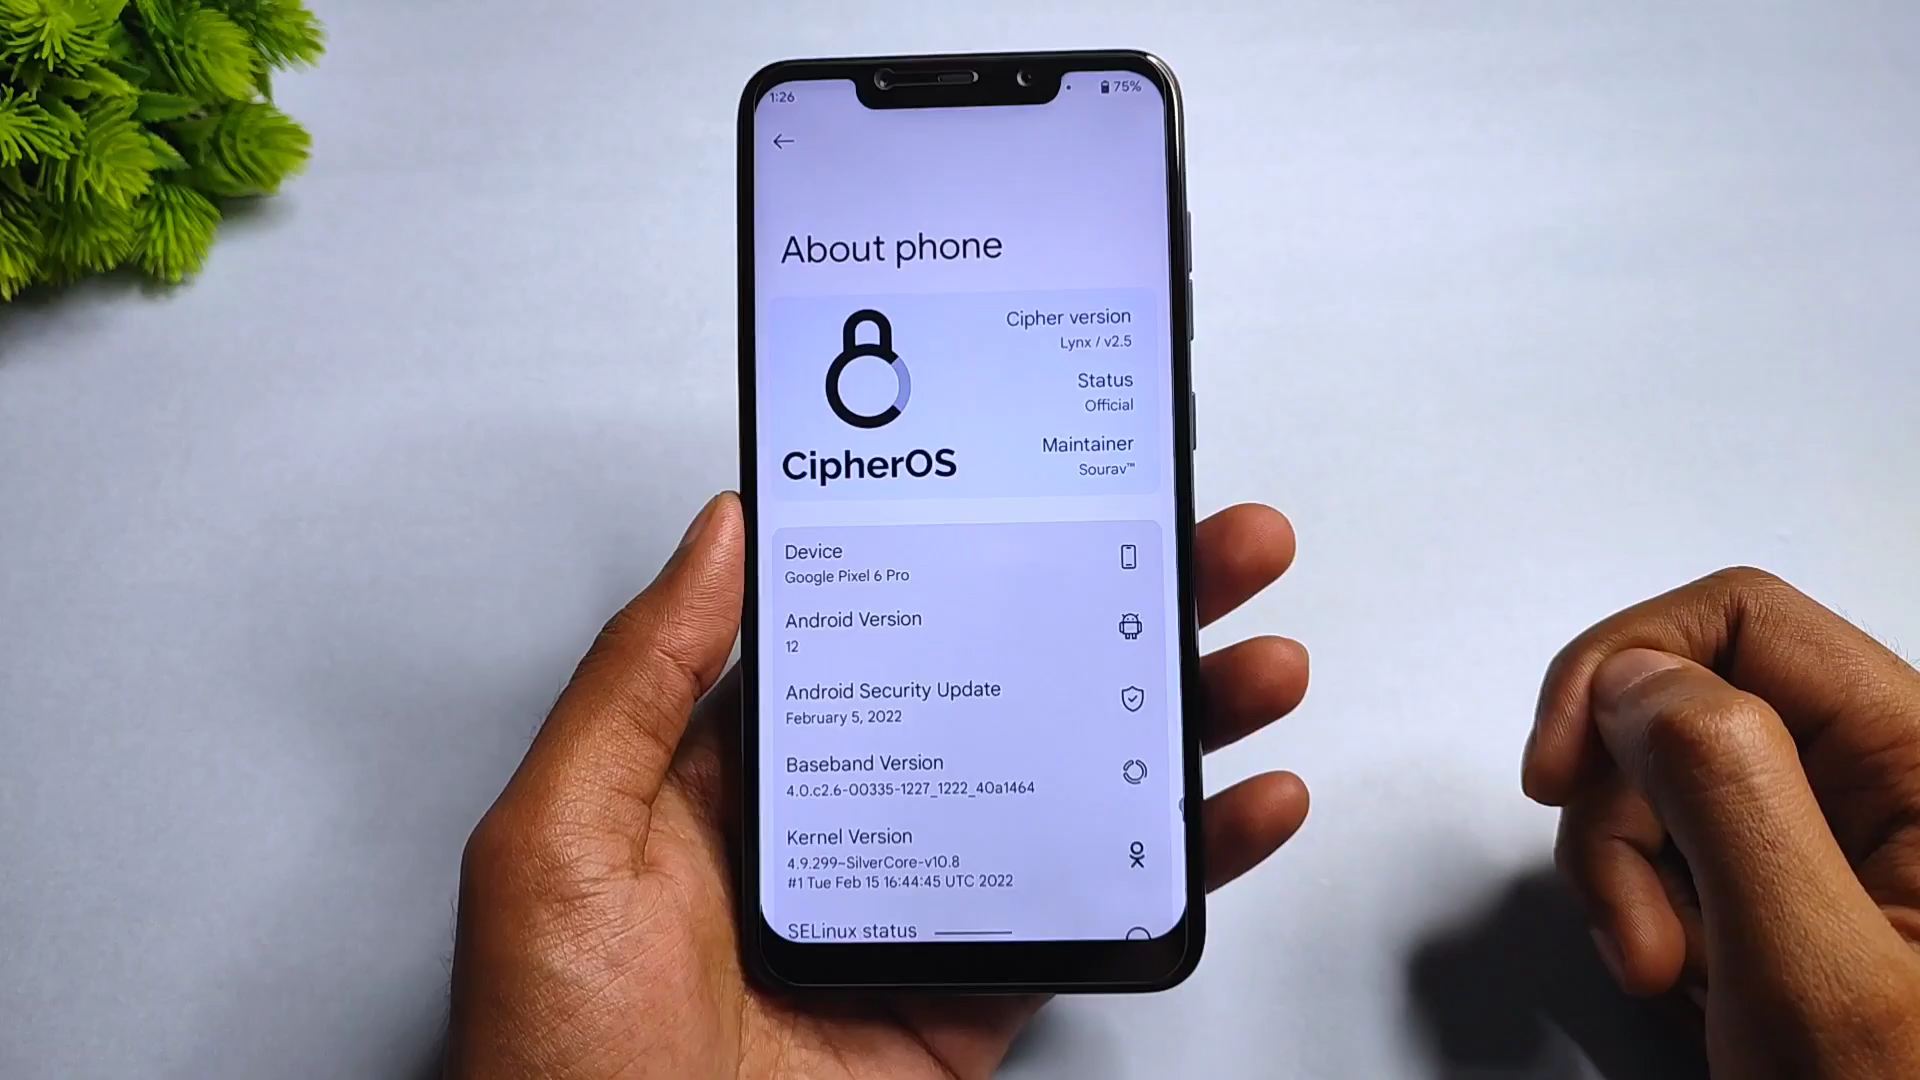 1:26
75%
About phone
Cipher version
Lynx / v2.5
Status
Official
Maintainer
Sourav™
CipherOS
Device
Google Pixel 6 Pro
Android Version
12
Android Security Update
February 5, 2022
Baseband Version
4.0.c2.6-00335-1227_1222_40a1464
Kernel Version
4.9.299-SilverCore-v10.8
#1 Tue Feb 15 16:44:45 UTC 2022
SELinux status